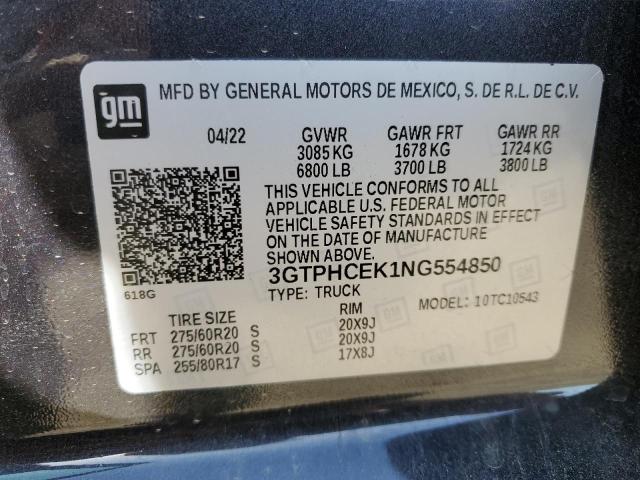 gm
MFD BY GENERAL MOTORS DE MEXICO, S. DE R.L. DE C.V.
04/22 GVWR GAWR FRT GAWR RR
3085 KG 1678 KG 1724 KG
6800 LB 3700 LB 3800 LB
THIS VEHICLE CONFORMS TO ALL
APPLICABLE U.S. FEDERAL MOTOR
VEHICLE SAFETY STANDARDS IN EFFECT
ON THE DATE OF MANUFACTURE
SHOWN ABOVE.
618G 3GTPHCEK1NG554850
TYPE: TRUCK MODEL: 10TC10543
TIRE SIZE RIM
FRT 275/60R20 S 20X9J
RR 275/60R20 S 20X9J
SPA 255/80R17 S 17X8J